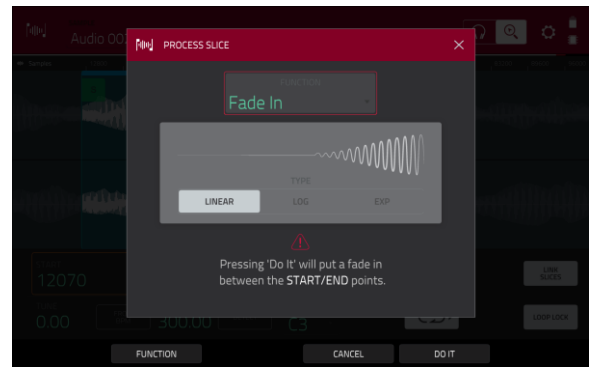 Audio 00
PROCESS SLICE
FUNCTION
Fade In
TYPE
LINEAR
LOG
EXP
Pressing 'Do It' will put a fade in
between the START/END points.
12070
LINK
SLICES
0.00
300.00
C3
LOOP LOCK
FUNCTION
CANCEL
DO IT